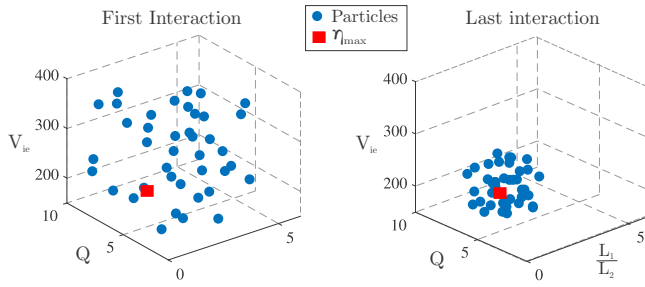 First Interaction
Particles
η_max
Last interaction
400
300
V_ie
200
10
Q
5
0
5
400
300
V_ie
200
10
Q
5
0
L_1
L_2
5